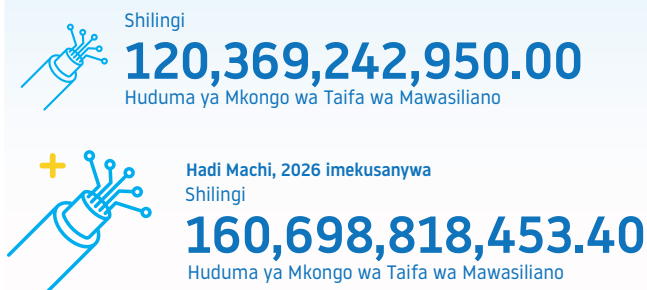 Shilingi
120,369,242,950.00
Huduma ya Mkongo wa Taifa wa Mawasiliano
Hadi Machi, 2026 imekusanywa
Shilingi
160,698,818,453.40
Huduma ya Mkongo wa Taifa wa Mawasiliano